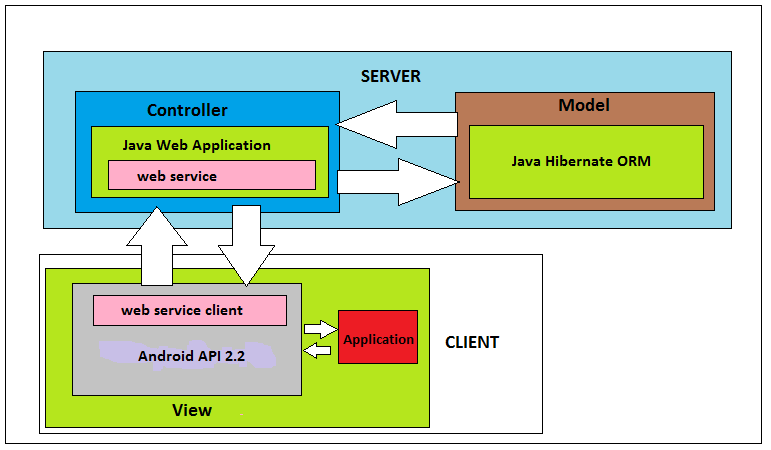 SERVER
Controller
Java Web Application
web service
Model
Java Hibernate ORM
web service client
Android API 2.2
Application
View
CLIENT